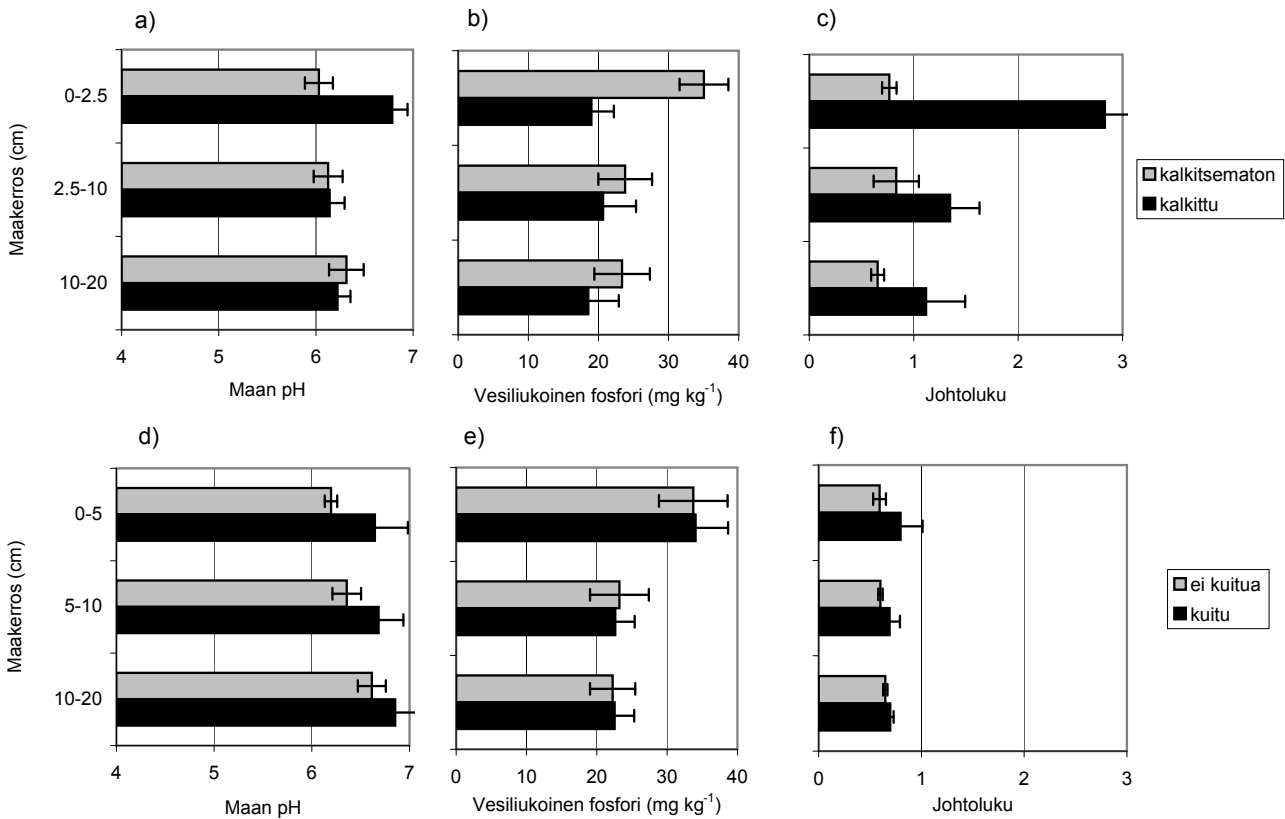 a)
b)
c)
Maakerros (cm)
0-2.5
2.5-10
10-20
4 5 6 7
Maan pH
0 10 20 30 40
Vesiliukoinen fosfori (mg kg⁻¹)
0 1 2 3
Johtoluku
kalkitsematon
kalkittu
d)
e)
f)
Maakerros (cm)
0-5
5-10
10-20
4 5 6 7
Maan pH
0 10 20 30 40
Vesiliukoinen fosfori (mg kg⁻¹)
0 1 2 3
Johtoluku
ei kuitua
kuitu